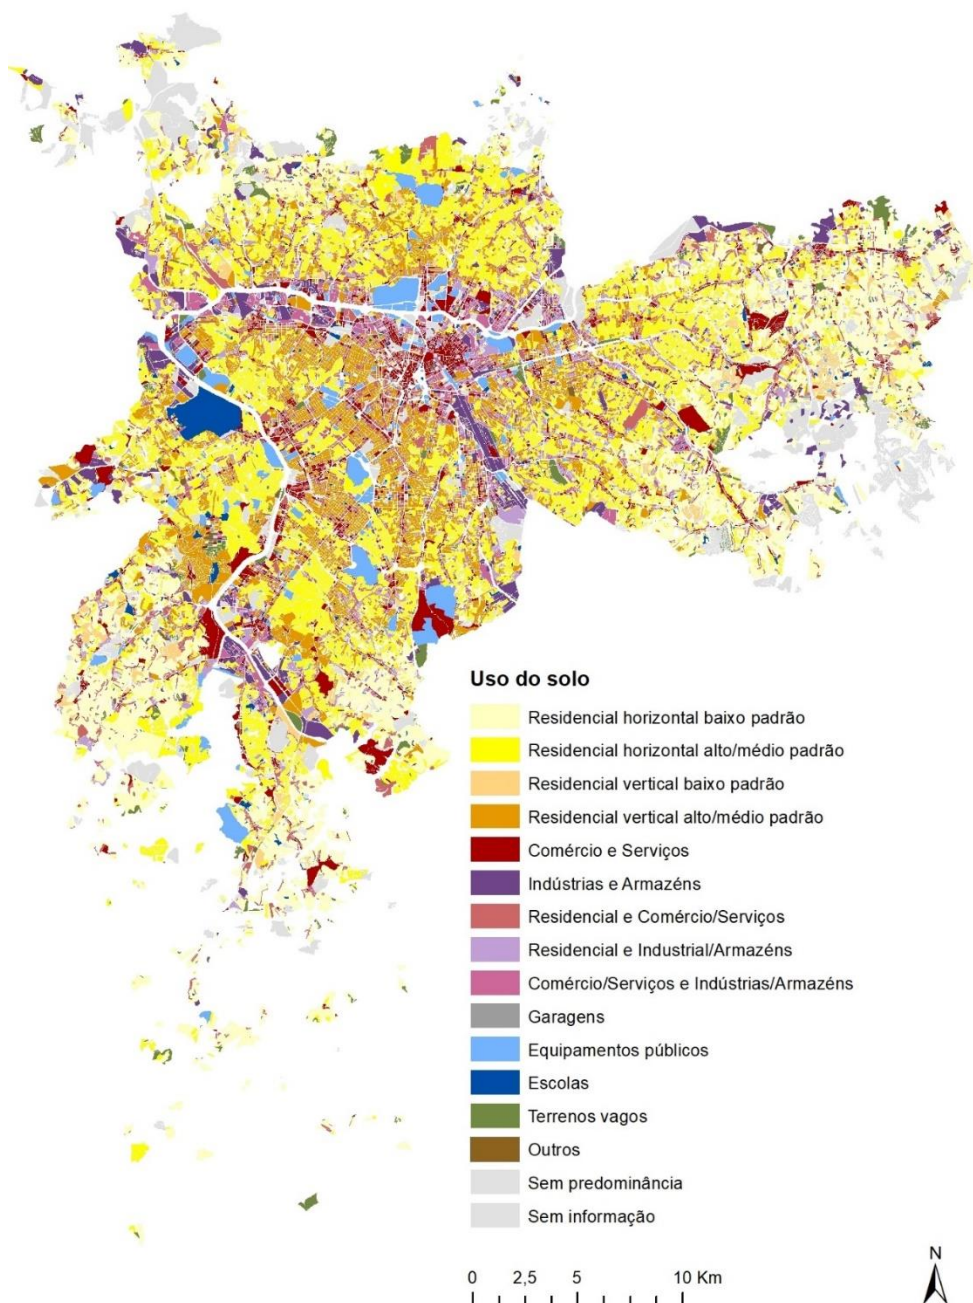 Uso do solo
Residencial horizontal baixo padrão
Residencial horizontal alto/médio padrão
Residencial vertical baixo padrão
Residencial vertical alto/médio padrão
Comércio e Serviços
Indústrias e Armazéns
Residencial e Comércio/Serviços
Residencial e Industrial/Armazéns
Comércio/Serviços e Indústrias/Armazéns
Garagens
Equipamentos públicos
Escolas
Terrenos vagos
Outros
Sem predominância
Sem informação
N
0 2,5 5 10 Km